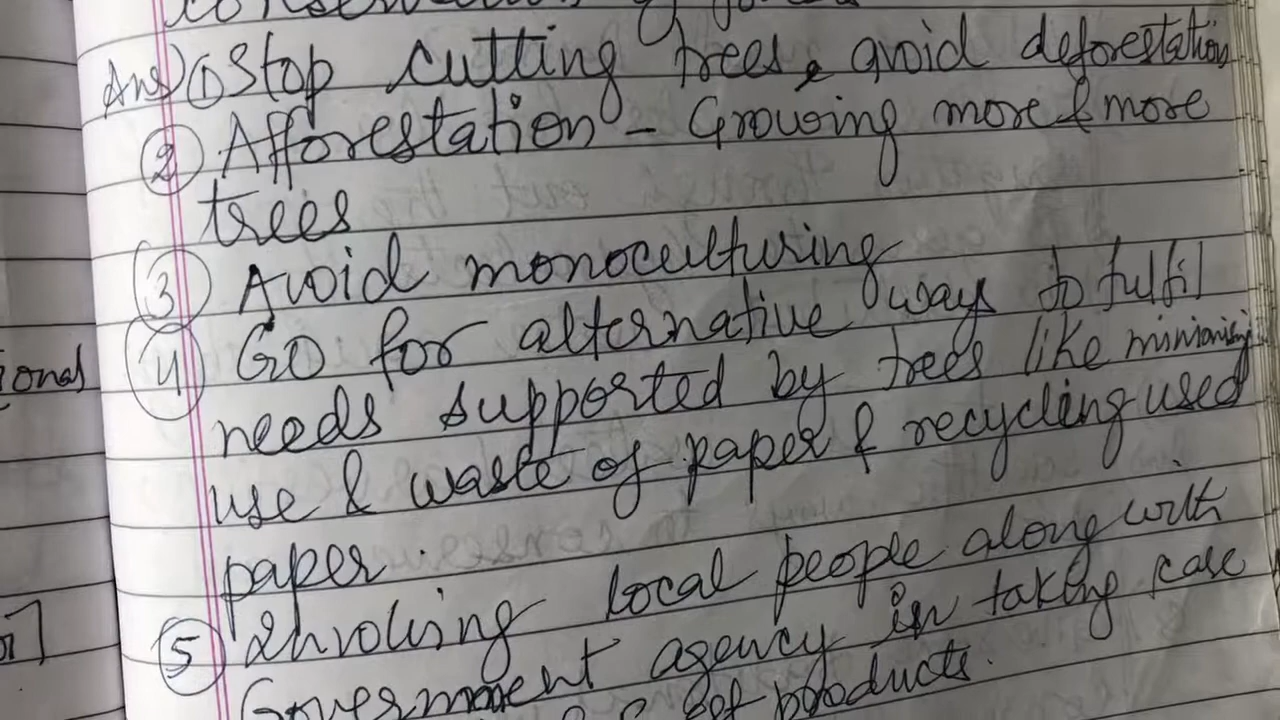 Ans) ① Stop cutting trees, avoid deforestation
② Afforestation - Growing more & more
trees
③ Avoid monoculturing
④ GO for alternative ways to fulfil
needs supported by trees like
use & waste of paper & recycling used
paper.
⑤ Involving local people along with
Government agency in taking care
products.